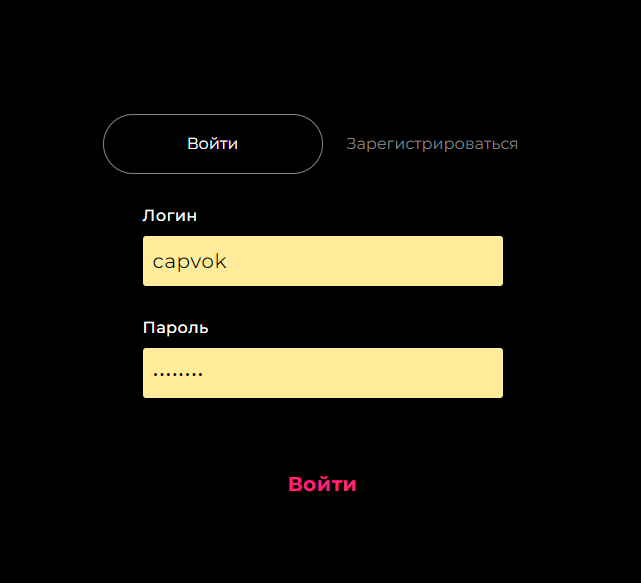 Войти Зарегистрироваться
Логин
capvok
Пароль
••••••••
Войти